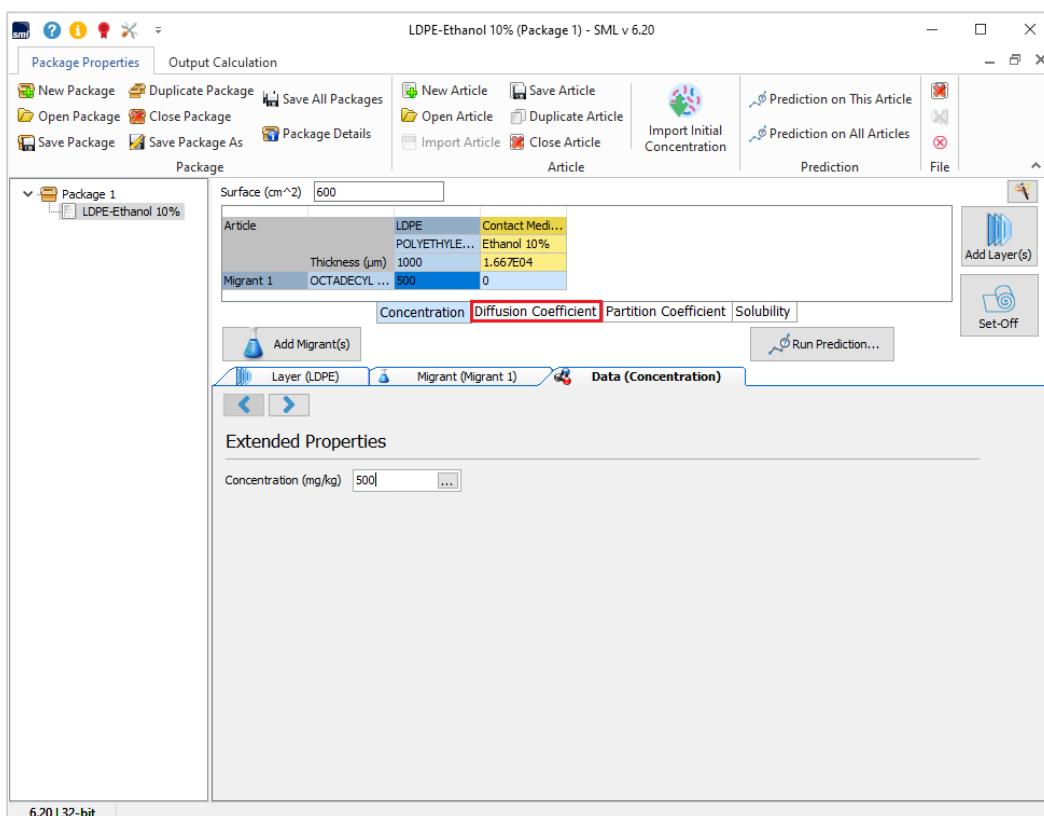 sml
LDPE-Ethanol 10% (Package 1) - SML v 6.20
Package Properties Output Calculation
New Package Duplicate Package Save All Packages New Article Save Article Prediction on This Article
Open Package Close Package Open Article Duplicate Article
Save Package Save Package As Package Details Import Article Close Article Import Initial Concentration Prediction on All Articles
Package Article Prediction File
Package 1
LDPE-Ethanol 10%
Surface (cm^2) 600
Article LDPE Contact Medi...
POLYETHYLE... Ethanol 10%
Thickness (μm) 1000 1.667E04
Migrant 1 OCTADECYL ... 500 0
Add Layer(s)
Concentration Diffusion Coefficient Partition Coefficient Solubility
Set-Off
Add Migrant(s) Run Prediction...
Layer (LDPE) Migrant (Migrant 1) Data (Concentration)
Extended Properties
Concentration (mg/kg) 500 ...
6.20 | 32-bit